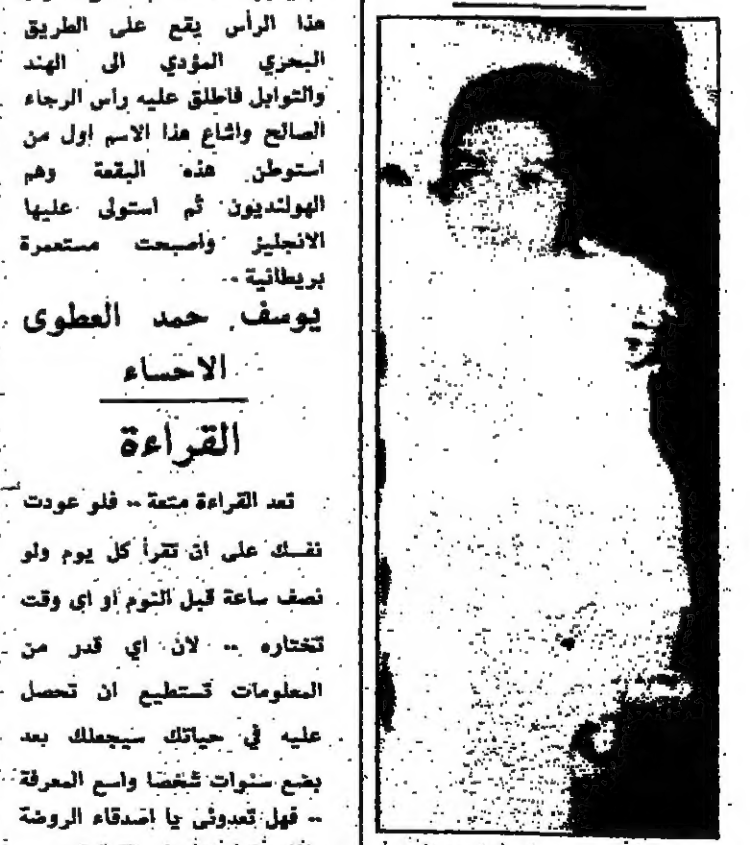 هذا الرأس يقع على الطريق
البحري المؤدي الى الهند
والتوابل فاطلق عليه رأس الرجاء
الصالح واشاع هذا الاسم اول من
استوطن هذه البقعة وهم
الهولنديون ثم استولى عليها
الانجليز واصبحت مستعمرة
بريطانية ..
يوسف حمد العطوى
الاحساء
القراءة
تعد القراءة متعة .. فلو عودت
نفسك على ان تقرأ كل يوم ولو
نصف ساعة قبل النوم او اى وقت
تختاره .. لان اي قدر من
المعلومات تستطيع ان تحصل
عليه في حياتك سيجعلك بعد
بضع سنوات شخصا واسع المعرفة
.. فهل تعدونى يا اصدقاء الروضة